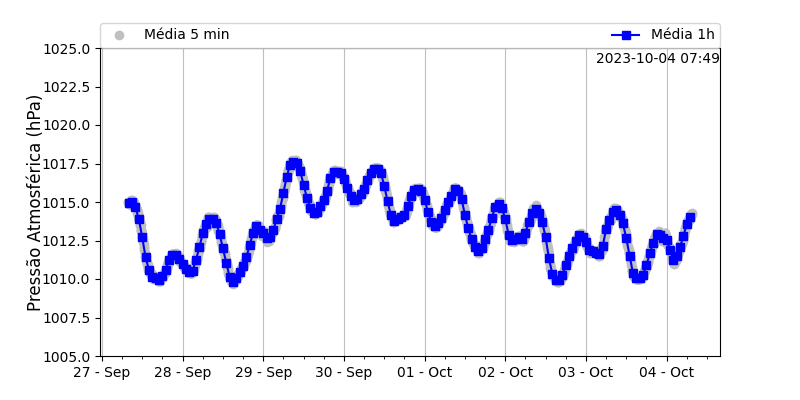 Média 5 min
Média 1h
2023-10-04 07:49
Pressão Atmosférica (hPa)
1025.0
1022.5
1020.0
1017.5
1015.0
1012.5
1010.0
1007.5
1005.0
27 - Sep
28 - Sep
29 - Sep
30 - Sep
01 - Oct
02 - Oct
03 - Oct
04 - Oct